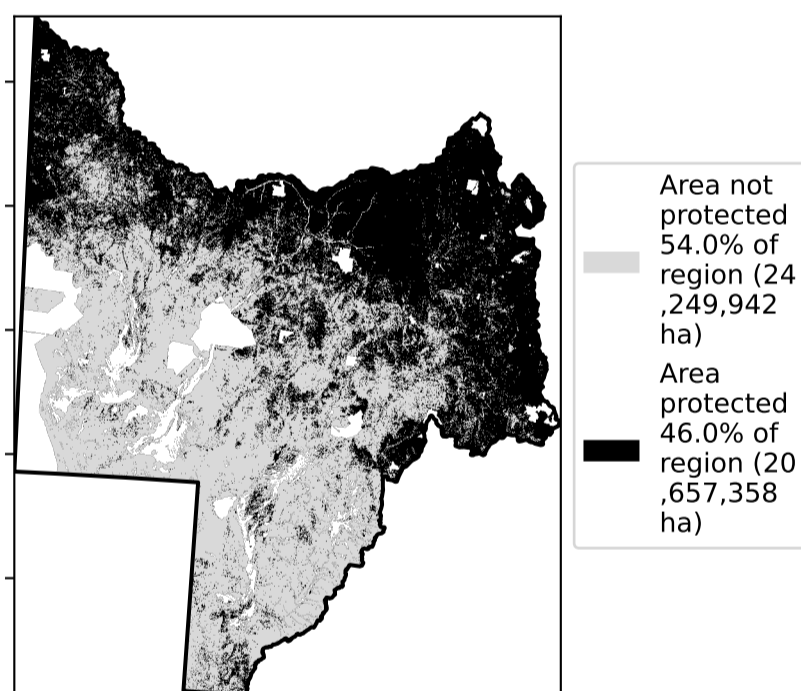 Area not
protected
54.0% of
region (24
,249,942
ha)
Area
protected
46.0% of
region (20
,657,358
ha)